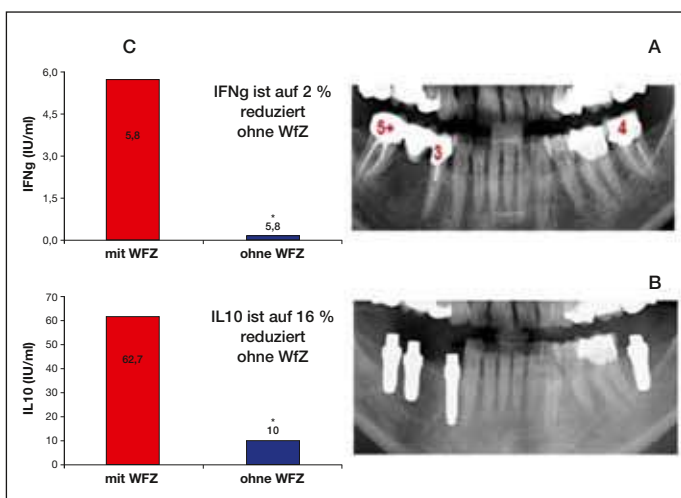 C
A
6,0
4,5
3,0
1,5
0,0
IFNg (IU/ml)
5,8
IFNg ist auf 2 %
reduziert
ohne WfZ
*
5,8
mit WFZ
ohne WFZ
5+
3
4
B
70
60
50
40
30
20
10
0
IL10 (IU/ml)
62,7
IL10 ist auf 16 %
reduziert
ohne WfZ
*
10
mit WFZ
ohne WFZ